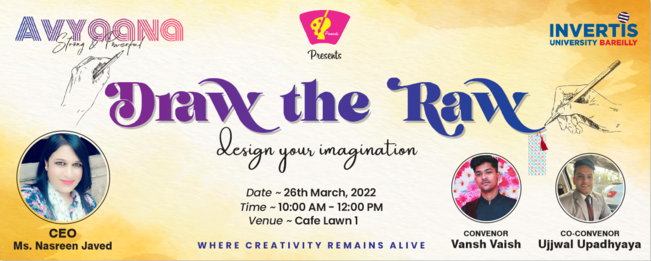 AVYAANA
Strong & Powerful
Presents
INVERTIS
UNIVERSITY BAREILLY
Draw the Raw
design your imagination
Date ~ 26th March, 2022
Time ~ 10:00 AM - 12:00 PM
Venue ~ Cafe Lawn 1
WHERE CREATIVITY REMAINS ALIVE
CEO
Ms. Nasreen Javed
CONVENOR
Vansh Vaish
CO-CONVENOR
Ujjwal Upadhyaya